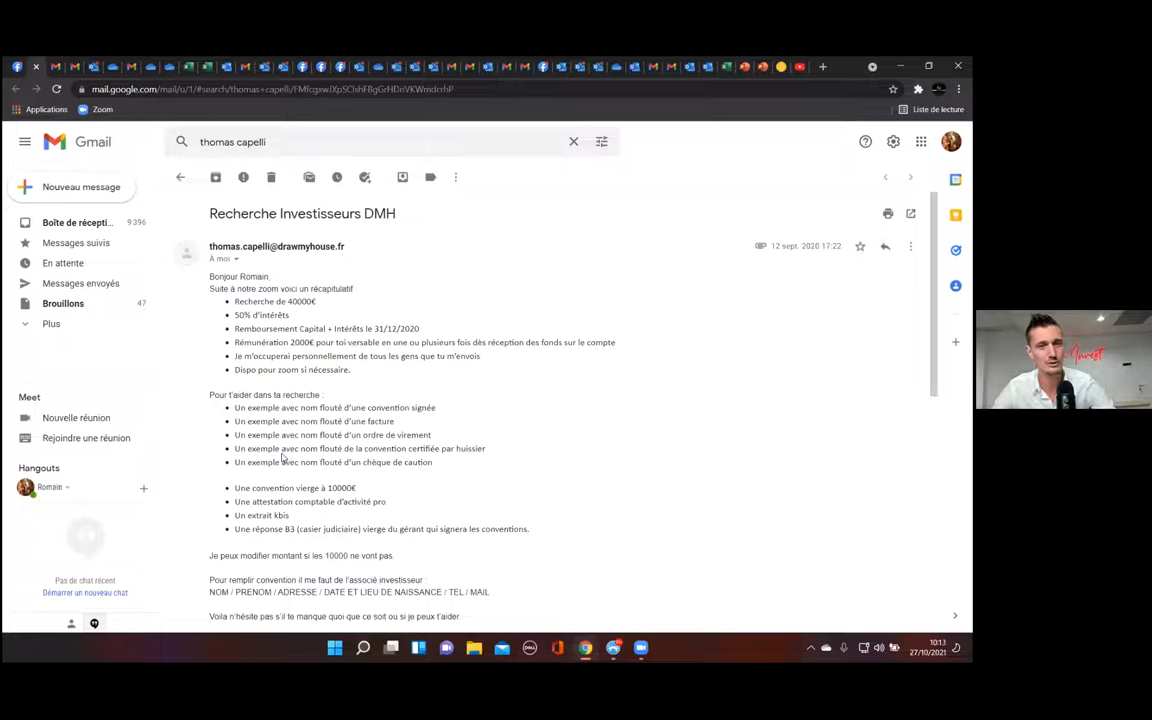 mail.google.com/mail/u/1/#search/thomas+capelli/
Applications
Zoom
Liste de lecture
Gmail
thomas capelli
Nouveau message
Boîte de récepti... 9 396
Messages suivis
En attente
Messages envoyés
Brouillons 47
Plus
Meet
Nouvelle réunion
Rejoindre une réunion
Hangouts
Romain
Pas de chat récent
Démarrer un nouveau chat
Recherche Investisseurs DMH
thomas.capelli@drawmyhouse.fr
12 sept. 2020 17:22
À moi
Bonjour Romain,
Suite à notre zoom voici un récapitulatif :
Recherche de 40000€
50% d'intérêts
Remboursement Capital + Intérêts le 31/12/2020
Rémunération 2000€ pour toi versable en une ou plusieurs fois dès réception des fonds sur le compte
Je m'occuperai personnellement de tous les gens que tu m'envois
Dispo pour zoom si nécessaire.
Pour t'aider dans ta recherche :
Un exemple avec nom flouté d'une convention signée
Un exemple avec nom flouté d'une facture
Un exemple avec nom flouté d'un ordre de virement
Un exemple avec nom flouté de la convention certifiée par huissier
Un exemple avec nom flouté d'un chèque de caution
Une convention vierge à 10000€
Une attestation comptable d'activité pro
Un extrait kbis
Une réponse B3 (casier judiciaire) vierge du gérant qui signera les conventions.
Je peux modifier montant si les 10000 ne vont pas.
Pour remplir convention il me faut de l'associé investisseur :
NOM / PRENOM / ADRESSE / DATE ET LIEU DE NAISSANCE / TEL / MAIL
Voila n'hésite pas s'il te manque quoi que ce soit ou si je peux t'aider
Invest
10:13
27/10/2021